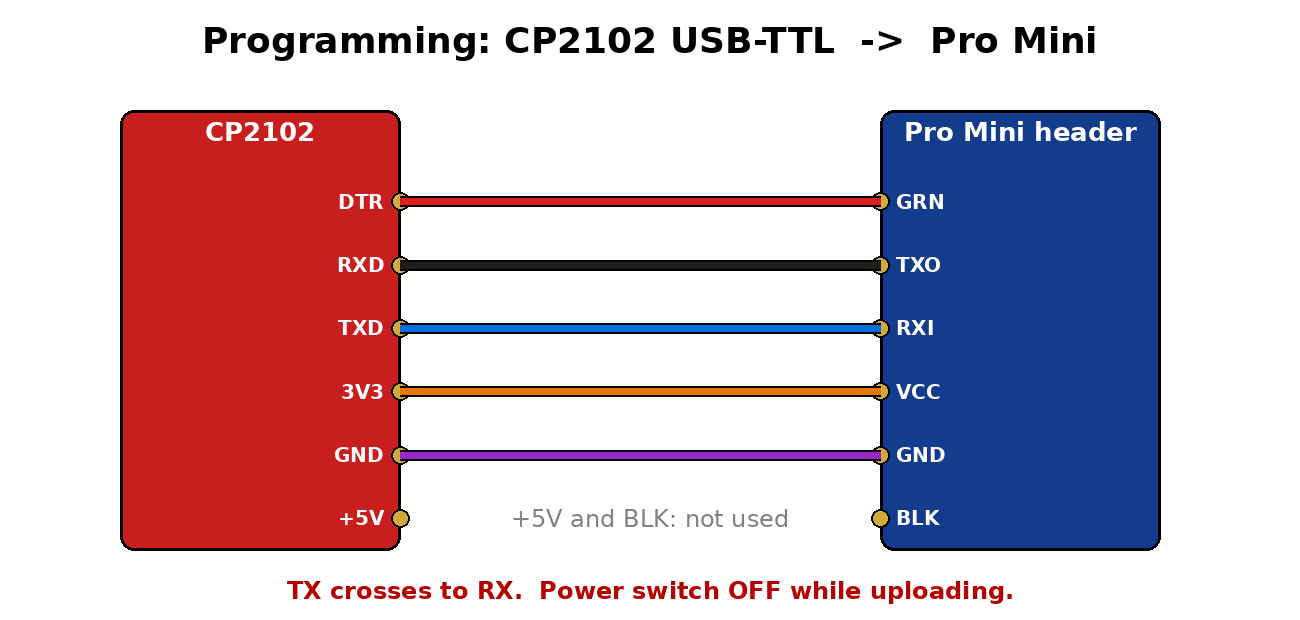 Programming: CP2102 USB-TTL -> Pro Mini
CP2102
Pro Mini header
DTR
GRN
RXD
TXO
TXD
RXI
3V3
VCC
GND
GND
+5V
+5V and BLK: not used
BLK
TX crosses to RX. Power switch OFF while uploading.